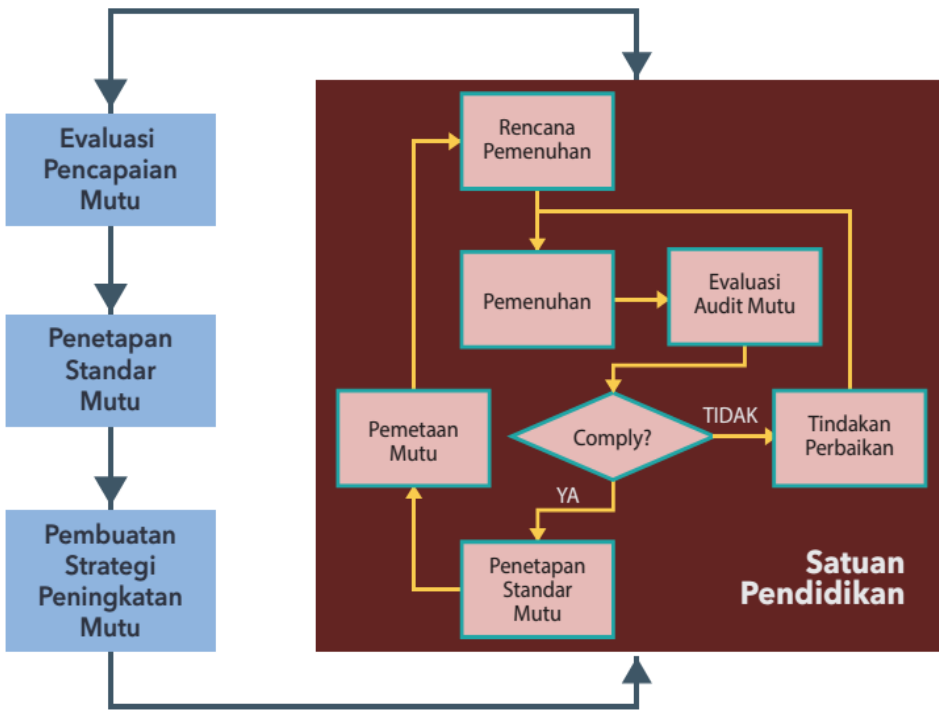 Evaluasi
Pencapaian
Mutu
Penetapan
Standar
Mutu
Pembuatan
Strategi
Peningkatan
Mutu
Rencana
Pemenuhan
Pemenuhan
Evaluasi
Audit Mutu
Pemetaan
Mutu
Comply?
TIDAK
Tindakan
Perbaikan
YA
Penetapan
Standar
Mutu
Satuan
Pendidikan